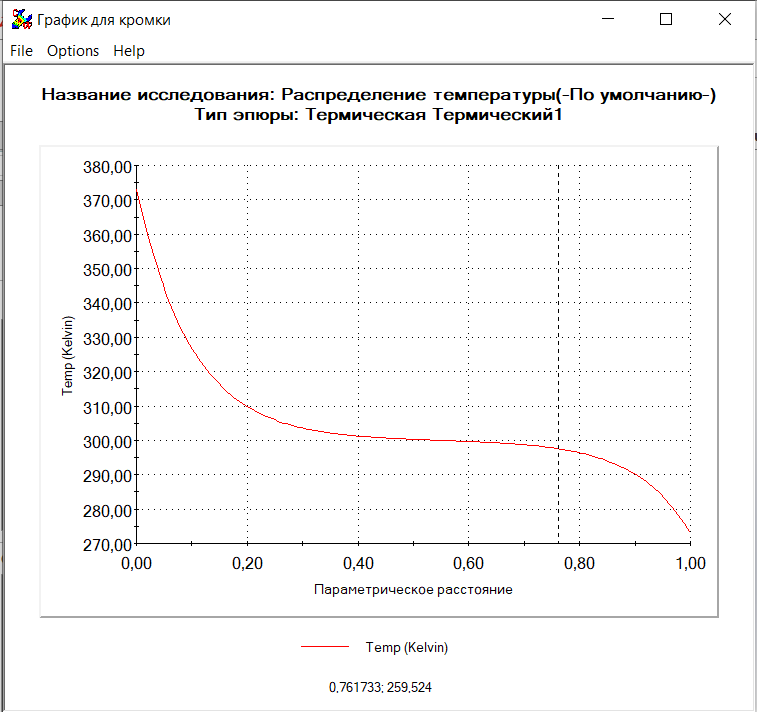 График для кромки
File Options Help
Название исследования: Распределение температуры(-По умолчанию-)
Тип эпюры: Термическая Термический1
380,00
370,00
360,00
350,00
340,00
330,00
320,00
310,00
300,00
290,00
280,00
270,00
Temp (Kelvin)
0,00 0,20 0,40 0,60 0,80 1,00
Параметрическое расстояние
Temp (Kelvin)
0,761733; 259,524